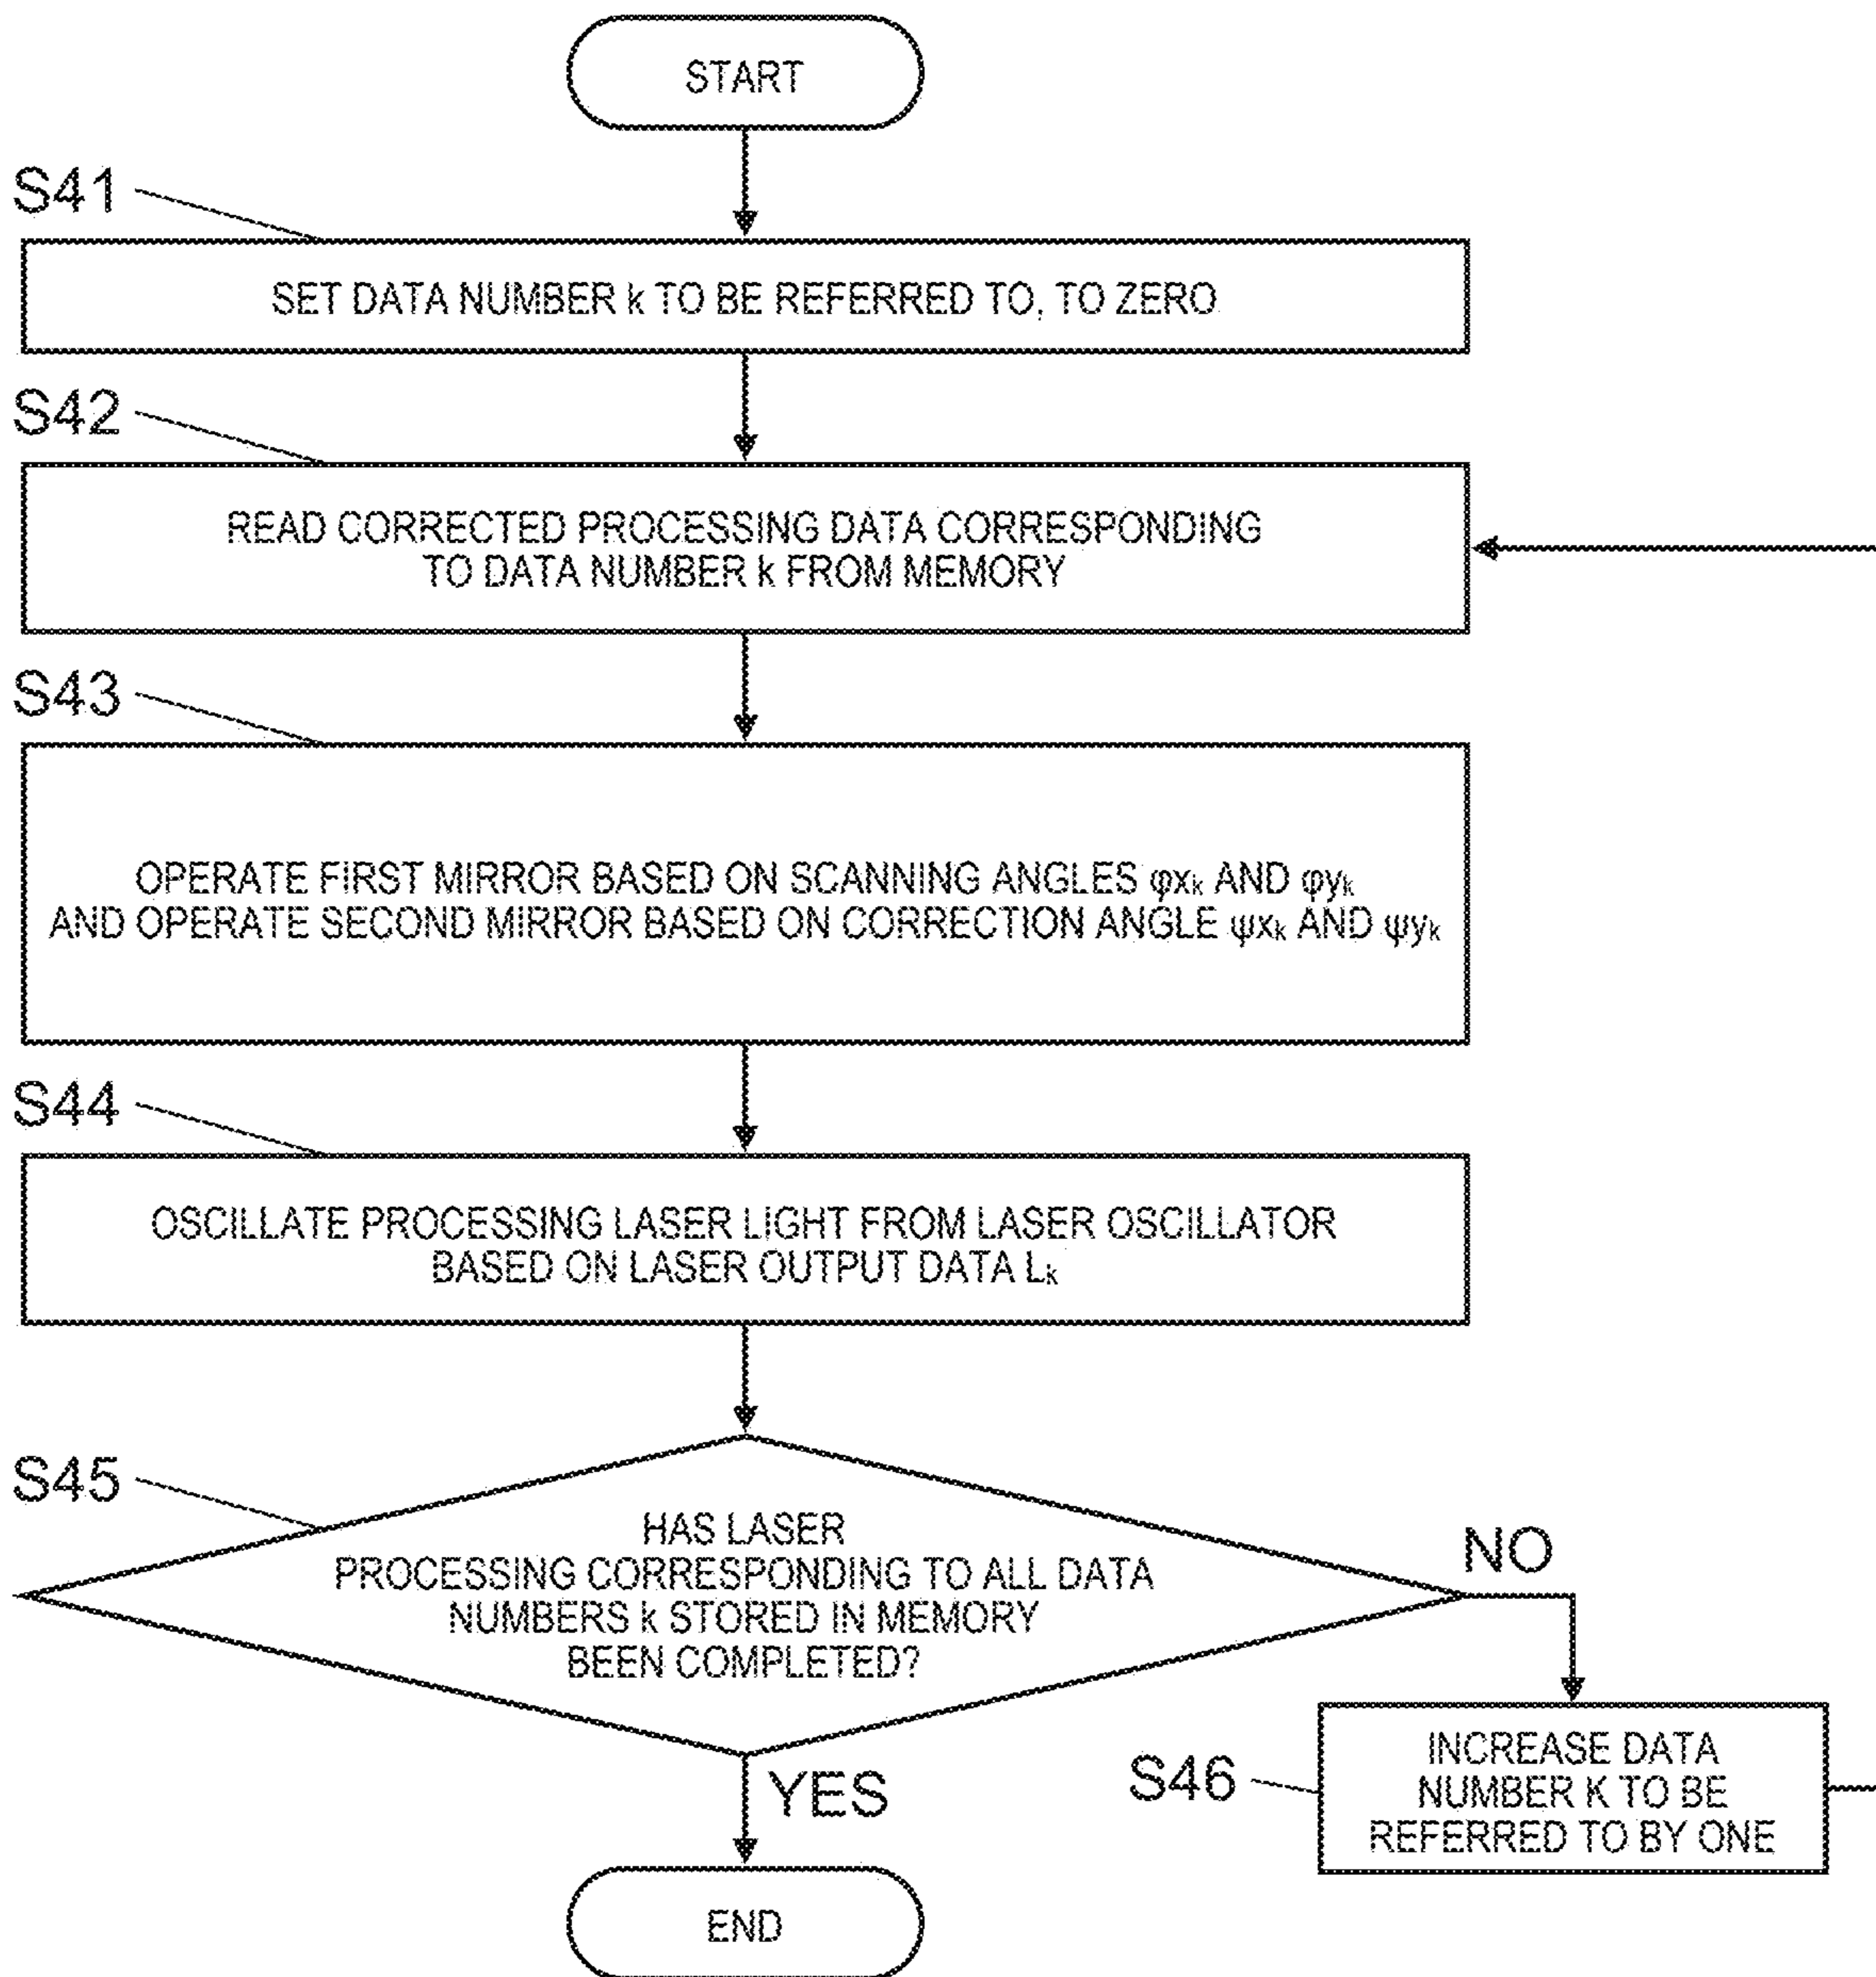 START
S41
SET DATA NUMBER k TO BE REFERRED TO, TO ZERO
S42
READ CORRECTED PROCESSING DATA CORRESPONDING
TO DATA NUMBER k FROM MEMORY
S43
OPERATE FIRST MIRROR BASED ON SCANNING ANGLES φxₖ AND φyₖ
AND OPERATE SECOND MIRROR BASED ON CORRECTION ANGLE ψxₖ AND ψyₖ
S44
OSCILLATE PROCESSING LASER LIGHT FROM LASER OSCILLATOR
BASED ON LASER OUTPUT DATA Lₖ
S45
HAS LASER
PROCESSING CORRESPONDING TO ALL DATA
NUMBERS k STORED IN MEMORY
BEEN COMPLETED?
NO
YES
S46
INCREASE DATA
NUMBER K TO BE
REFERRED TO BY ONE
END